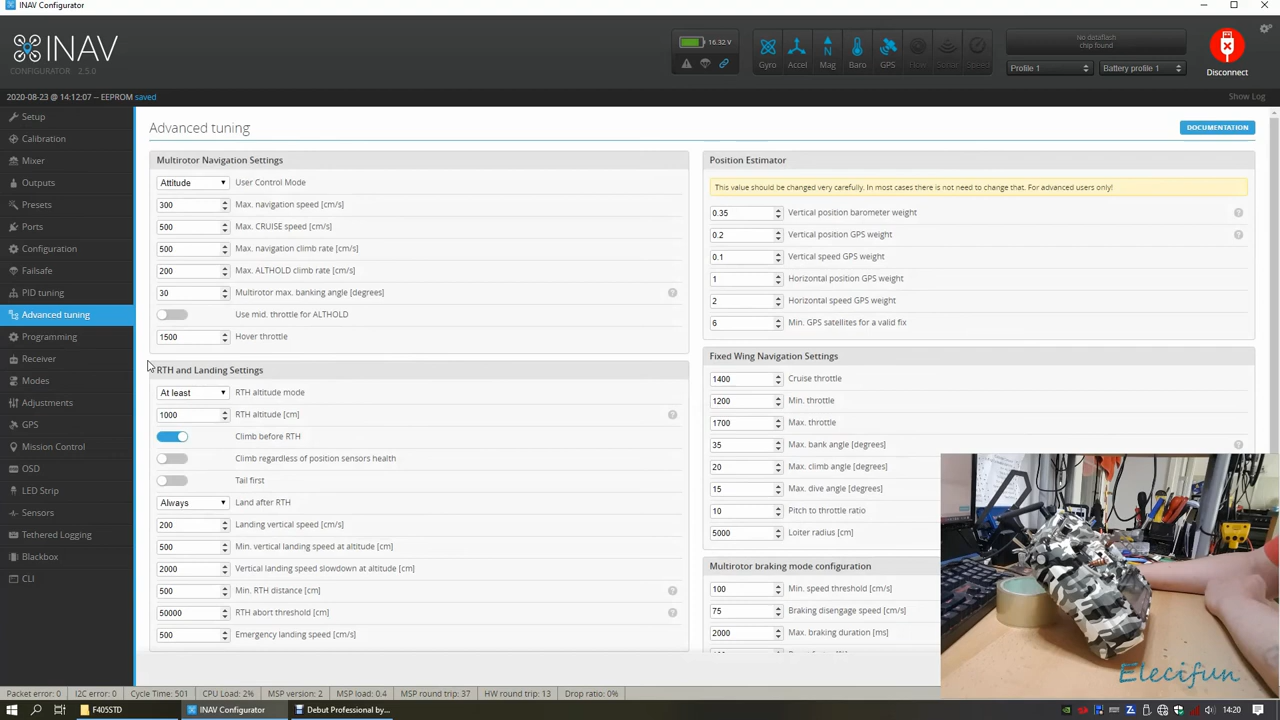 INAV Configurator
INAV
CONFIGURATOR 2.5.0
16.32 V
Gyro Accel Mag Baro GPS Flow Sonar Speed
No dataflash
chip found
Profile 1
Battery profile 1
Disconnect
2020-08-23 @ 14:12:07 -- EEPROM saved
Show Log
Setup
Calibration
Mixer
Outputs
Presets
Ports
Configuration
Failsafe
PID tuning
Advanced tuning
Programming
Receiver
Modes
Adjustments
GPS
Mission Control
OSD
LED Strip
Sensors
Tethered Logging
Blackbox
CLI
Advanced tuning
DOCUMENTATION
Multirotor Navigation Settings
Attitude User Control Mode
300 Max. navigation speed [cm/s]
500 Max. CRUISE speed [cm/s]
500 Max. navigation climb rate [cm/s]
200 Max. ALTHOLD climb rate [cm/s]
30 Multirotor max. banking angle [degrees]
Use mid. throttle for ALTHOLD
1500 Hover throttle
RTH and Landing Settings
At least RTH altitude mode
1000 RTH altitude [cm]
Climb before RTH
Climb regardless of position sensors health
Tail first
Always Land after RTH
200 Landing vertical speed [cm/s]
500 Min. vertical landing speed at altitude [cm]
2000 Vertical landing speed slowdown at altitude [cm]
500 Min. RTH distance [cm]
50000 RTH abort threshold [cm]
500 Emergency landing speed [cm/s]
Position Estimator
This value should be changed very carefully. In most cases there is not need to change that. For advanced users only!
0.35 Vertical position barometer weight
0.2 Vertical position GPS weight
0.1 Vertical speed GPS weight
1 Horizontal position GPS weight
2 Horizontal speed GPS weight
6 Min. GPS satellites for a valid fix
Fixed Wing Navigation Settings
1400 Cruise throttle
1200 Min. throttle
1700 Max. throttle
35 Max. bank angle [degrees]
20 Max. climb angle [degrees]
15 Max. dive angle [degrees]
10 Pitch to throttle ratio
5000 Loiter radius [cm]
Multirotor braking mode configuration
100 Min. speed threshold [cm/s]
75 Braking disengage speed [cm/s]
2000 Max. braking duration [ms]
Elecifun
Packet error: 0 I2C error: 0 Cycle Time: 501 CPU Load: 2% MSP version: 2 MSP load: 0.4 MSP round trip: 37 HW round trip: 13 Drop ratio: 0%
F405STD
INAV Configurator
Debut Professional by...
14:20